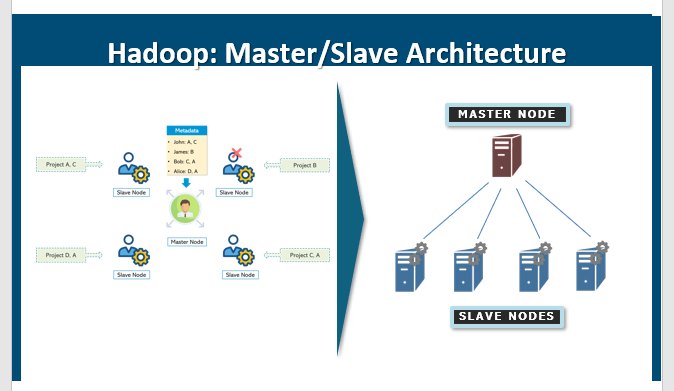 Hadoop: Master/Slave Architecture
MASTER NODE
Metadata
• John: A, C
• James: B
• Bob: C, A
• Alice: D, A
Project A, C
Slave Node
Slave Node
Project B
Master Node
Project D, A
Slave Node
Slave Node
Project C, A
SLAVE NODES